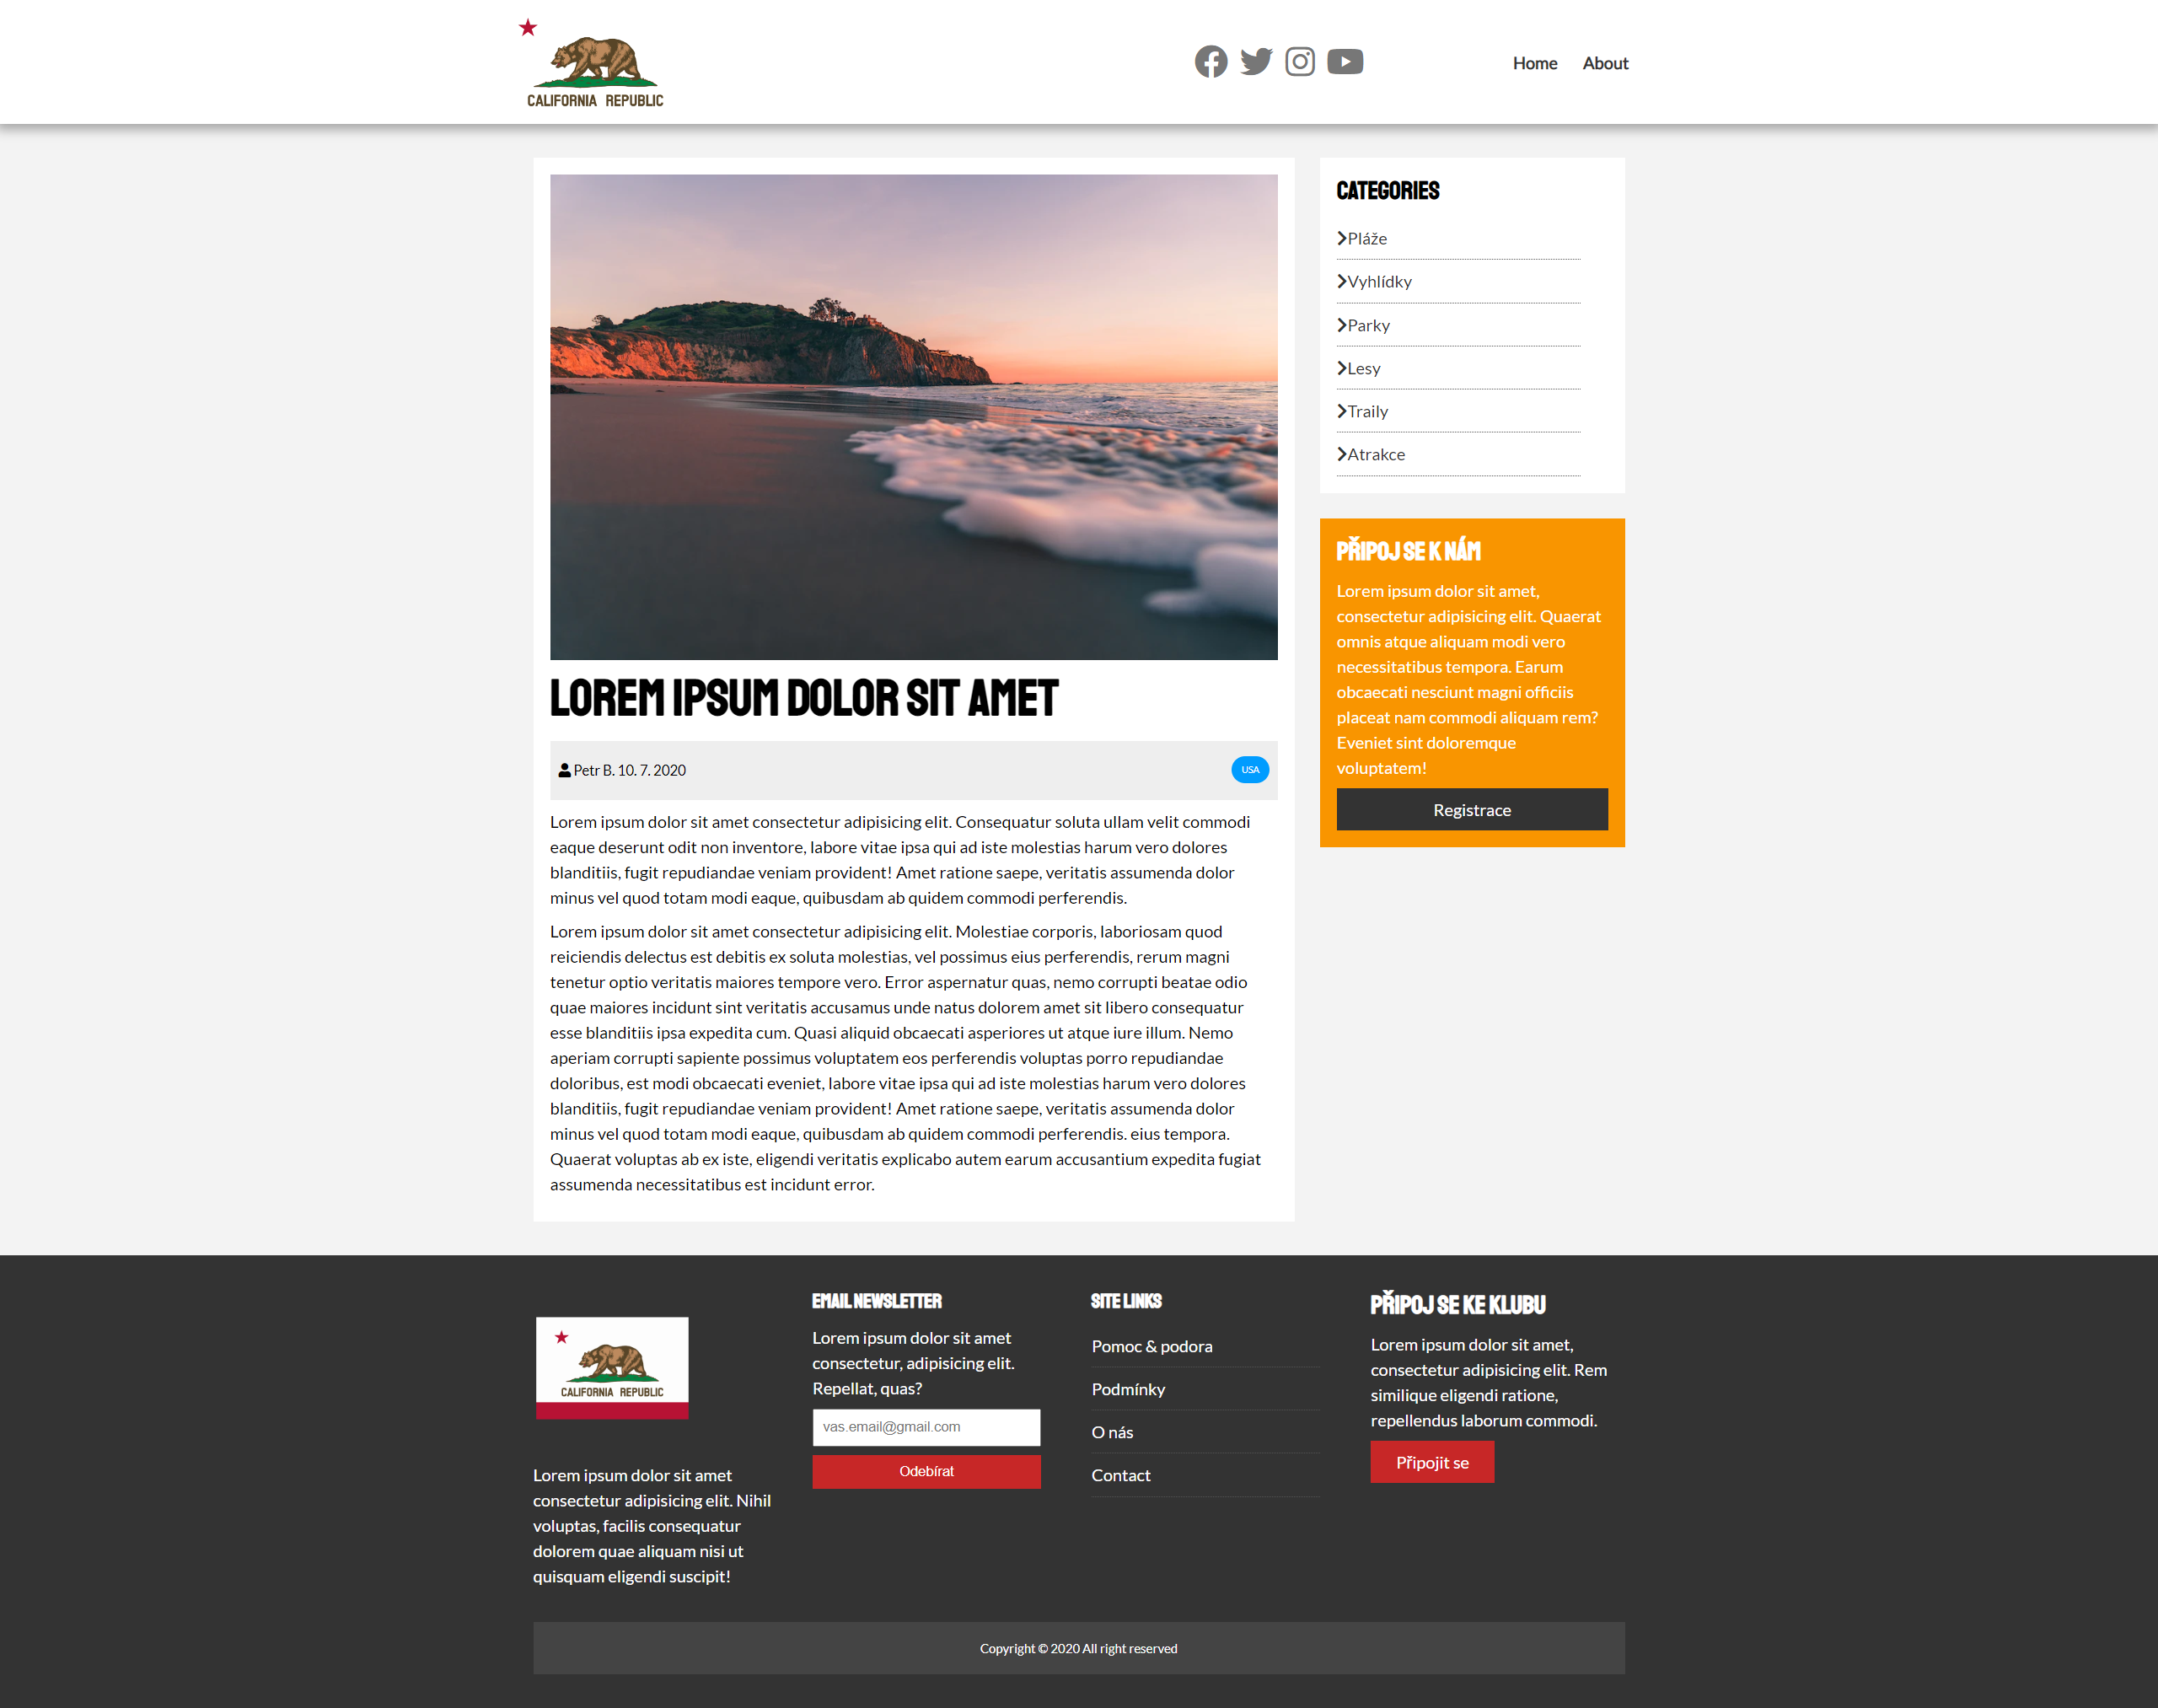 CALIFORNIA REPUBLIC
Home
About
CATEGORIES
Pláže
Vyhlídky
Parky
Lesy
Traily
Atrakce
PŘIPOJ SE K NÁM
Lorem ipsum dolor sit amet,
consectetur adipisicing elit. Quaerat
omnis atque aliquam modi vero
necessitatibus tempora. Earum
obcaecati nesciunt magni officiis
placeat nam commodi aliquam rem?
Eveniet sint doloremque
voluptatem!
Registrace
LOREM IPSUM DOLOR SIT AMET
Petr B. 10. 7. 2020
USA
Lorem ipsum dolor sit amet consectetur adipisicing elit. Consequatur soluta ullam velit commodi
eaque deserunt odit non inventore, labore vitae ipsa qui ad iste molestias harum vero dolores
blanditiis, fugit repudiandae veniam provident! Amet ratione saepe, veritatis assumenda dolor
minus vel quod totam modi eaque, quibusdam ab quidem commodi perferendis.
Lorem ipsum dolor sit amet consectetur adipisicing elit. Molestiae corporis, laboriosam quod
reiciendis delectus est debitis ex soluta molestias, vel possimus eius perferendis, rerum magni
tenetur optio veritatis maiores tempore vero. Error aspernatur quas, nemo corrupti beatae odio
quae maiores incidunt sint veritatis accusamus unde natus dolorem amet sit libero consequatur
esse blanditiis ipsa expedita cum. Quasi aliquid obcaecati asperiores ut atque iure illum. Nemo
aperiam corrupti sapiente possimus voluptatem eos perferendis voluptas porro repudiandae
doloribus, est modi obcaecati eveniet, labore vitae ipsa qui ad iste molestias harum vero dolores
blanditiis, fugit repudiandae veniam provident! Amet ratione saepe, veritatis assumenda dolor
minus vel quod totam modi eaque, quibusdam ab quidem commodi perferendis. eius tempora.
Quaerat voluptas ab ex iste, eligendi veritatis explicabo autem earum accusantium expedita fugiat
assumenda necessitatibus est incidunt error.
CALIFORNIA REPUBLIC
Lorem ipsum dolor sit amet
consectetur adipisicing elit. Nihil
voluptas, facilis consequatur
dolorem quae aliquam nisi ut
quisquam eligendi suscipit!
EMAIL NEWSLETTER
Lorem ipsum dolor sit amet
consectetur, adipisicing elit.
Repellat, quas?
vas.email@gmail.com
Odebírat
SITE LINKS
Pomoc & podora
Podmínky
O nás
Contact
PŘIPOJ SE KE KLUBU
Lorem ipsum dolor sit amet,
consectetur adipisicing elit. Rem
similique eligendi ratione,
repellendus laborum commodi.
Připojit se
Copyright © 2020 All right reserved